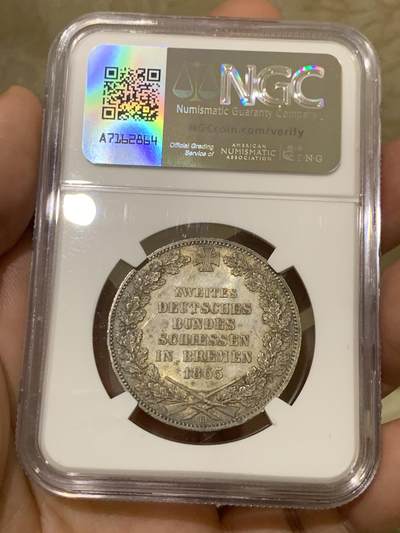 NGC
Numismatic Guaranty Company
NGCcoin.com/verify
A7162864
Official Grading
Service of
AMERICAN
NUMISMATIC
ASSOCIATION
PNG
ZWEITES
DEUTSCHES
BUNDES
SCHIESSEN
IN BREMEN
1865
B